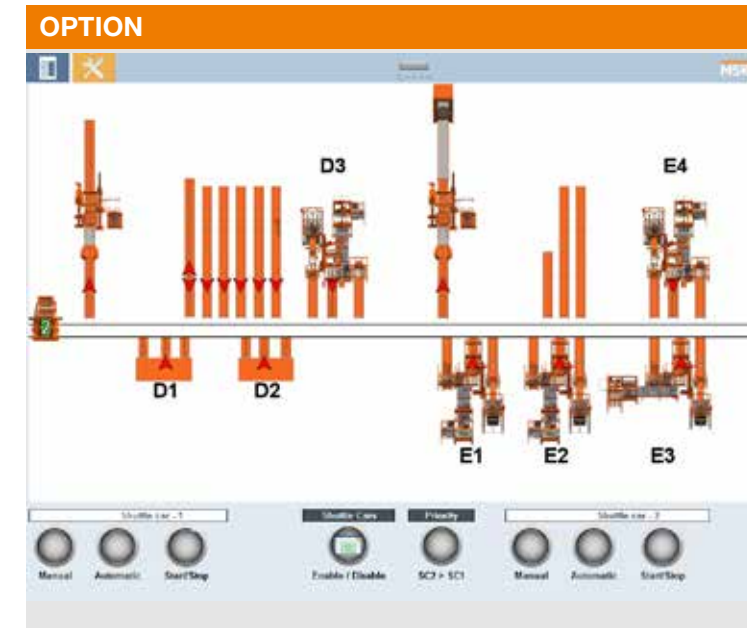 OPTION
D3
E4
2
D1
D2
E1
E2
E3
Shuttle car - 1
Shuttle Cars
Priority
Shuttle car - 2
Manual
Automatic
Start/Stop
Enable / Disable
SC2 > SC1
Manual
Automatic
Start/Stop